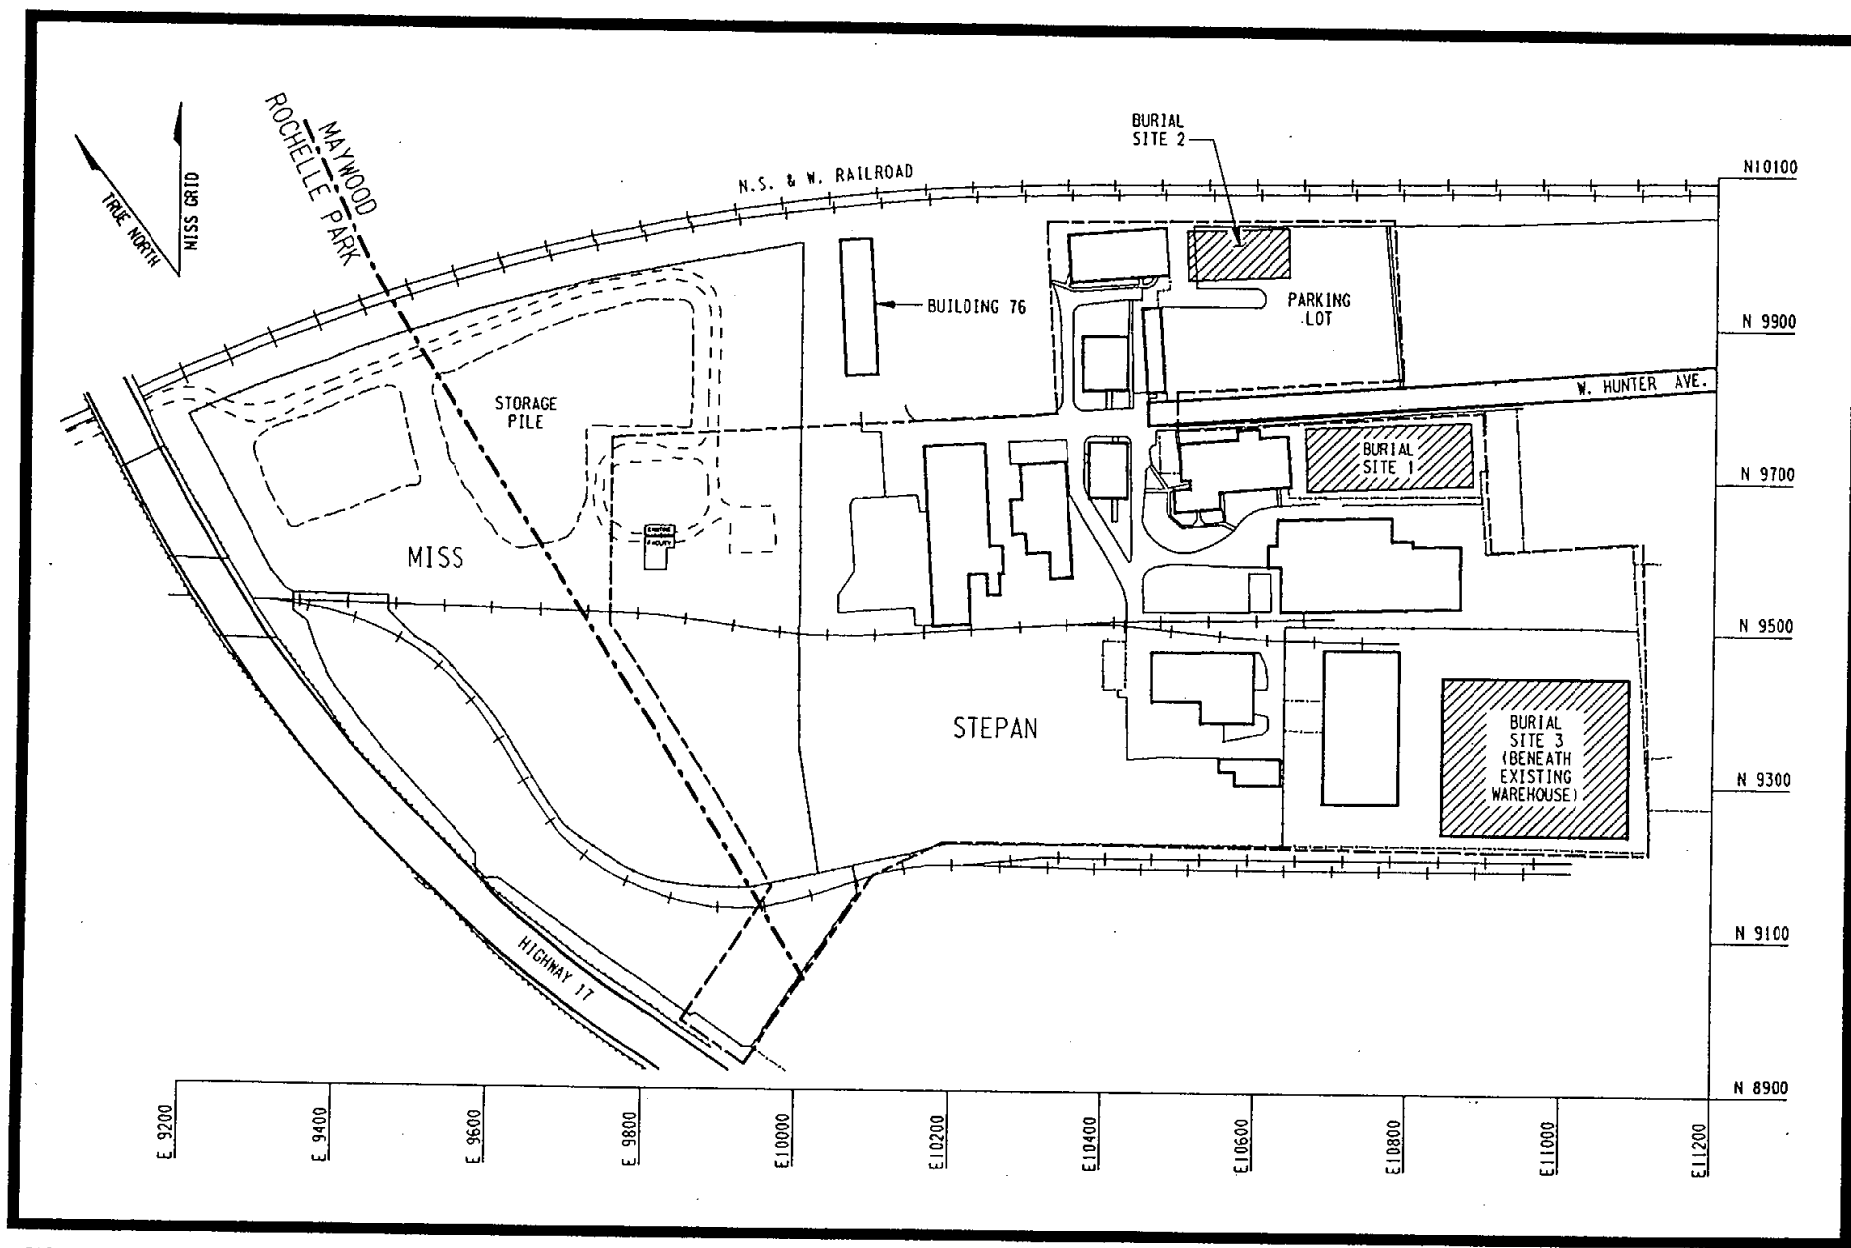 BURIAL
SITE 2
N10100
N.S. & W. RAILROAD
MAYWOOD
ROCHELLE PARK
TRUE NORTH
MISS GRID
BUILDING 76
PARKING
LOT
N 9900
W. HUNTER AVE.
STORAGE
PILE
BURIAL
SITE 1
N 9700
MISS
N 9500
STEPAN
BURIAL
SITE 3
(BENEATH
EXISTING
WAREHOUSE)
N 9300
N 9100
HIGHWAY 17
N 8900
E 9200
E 9400
E 9600
E 9800
E10000
E10200
E10400
E10600
E10800
E11000
E11200